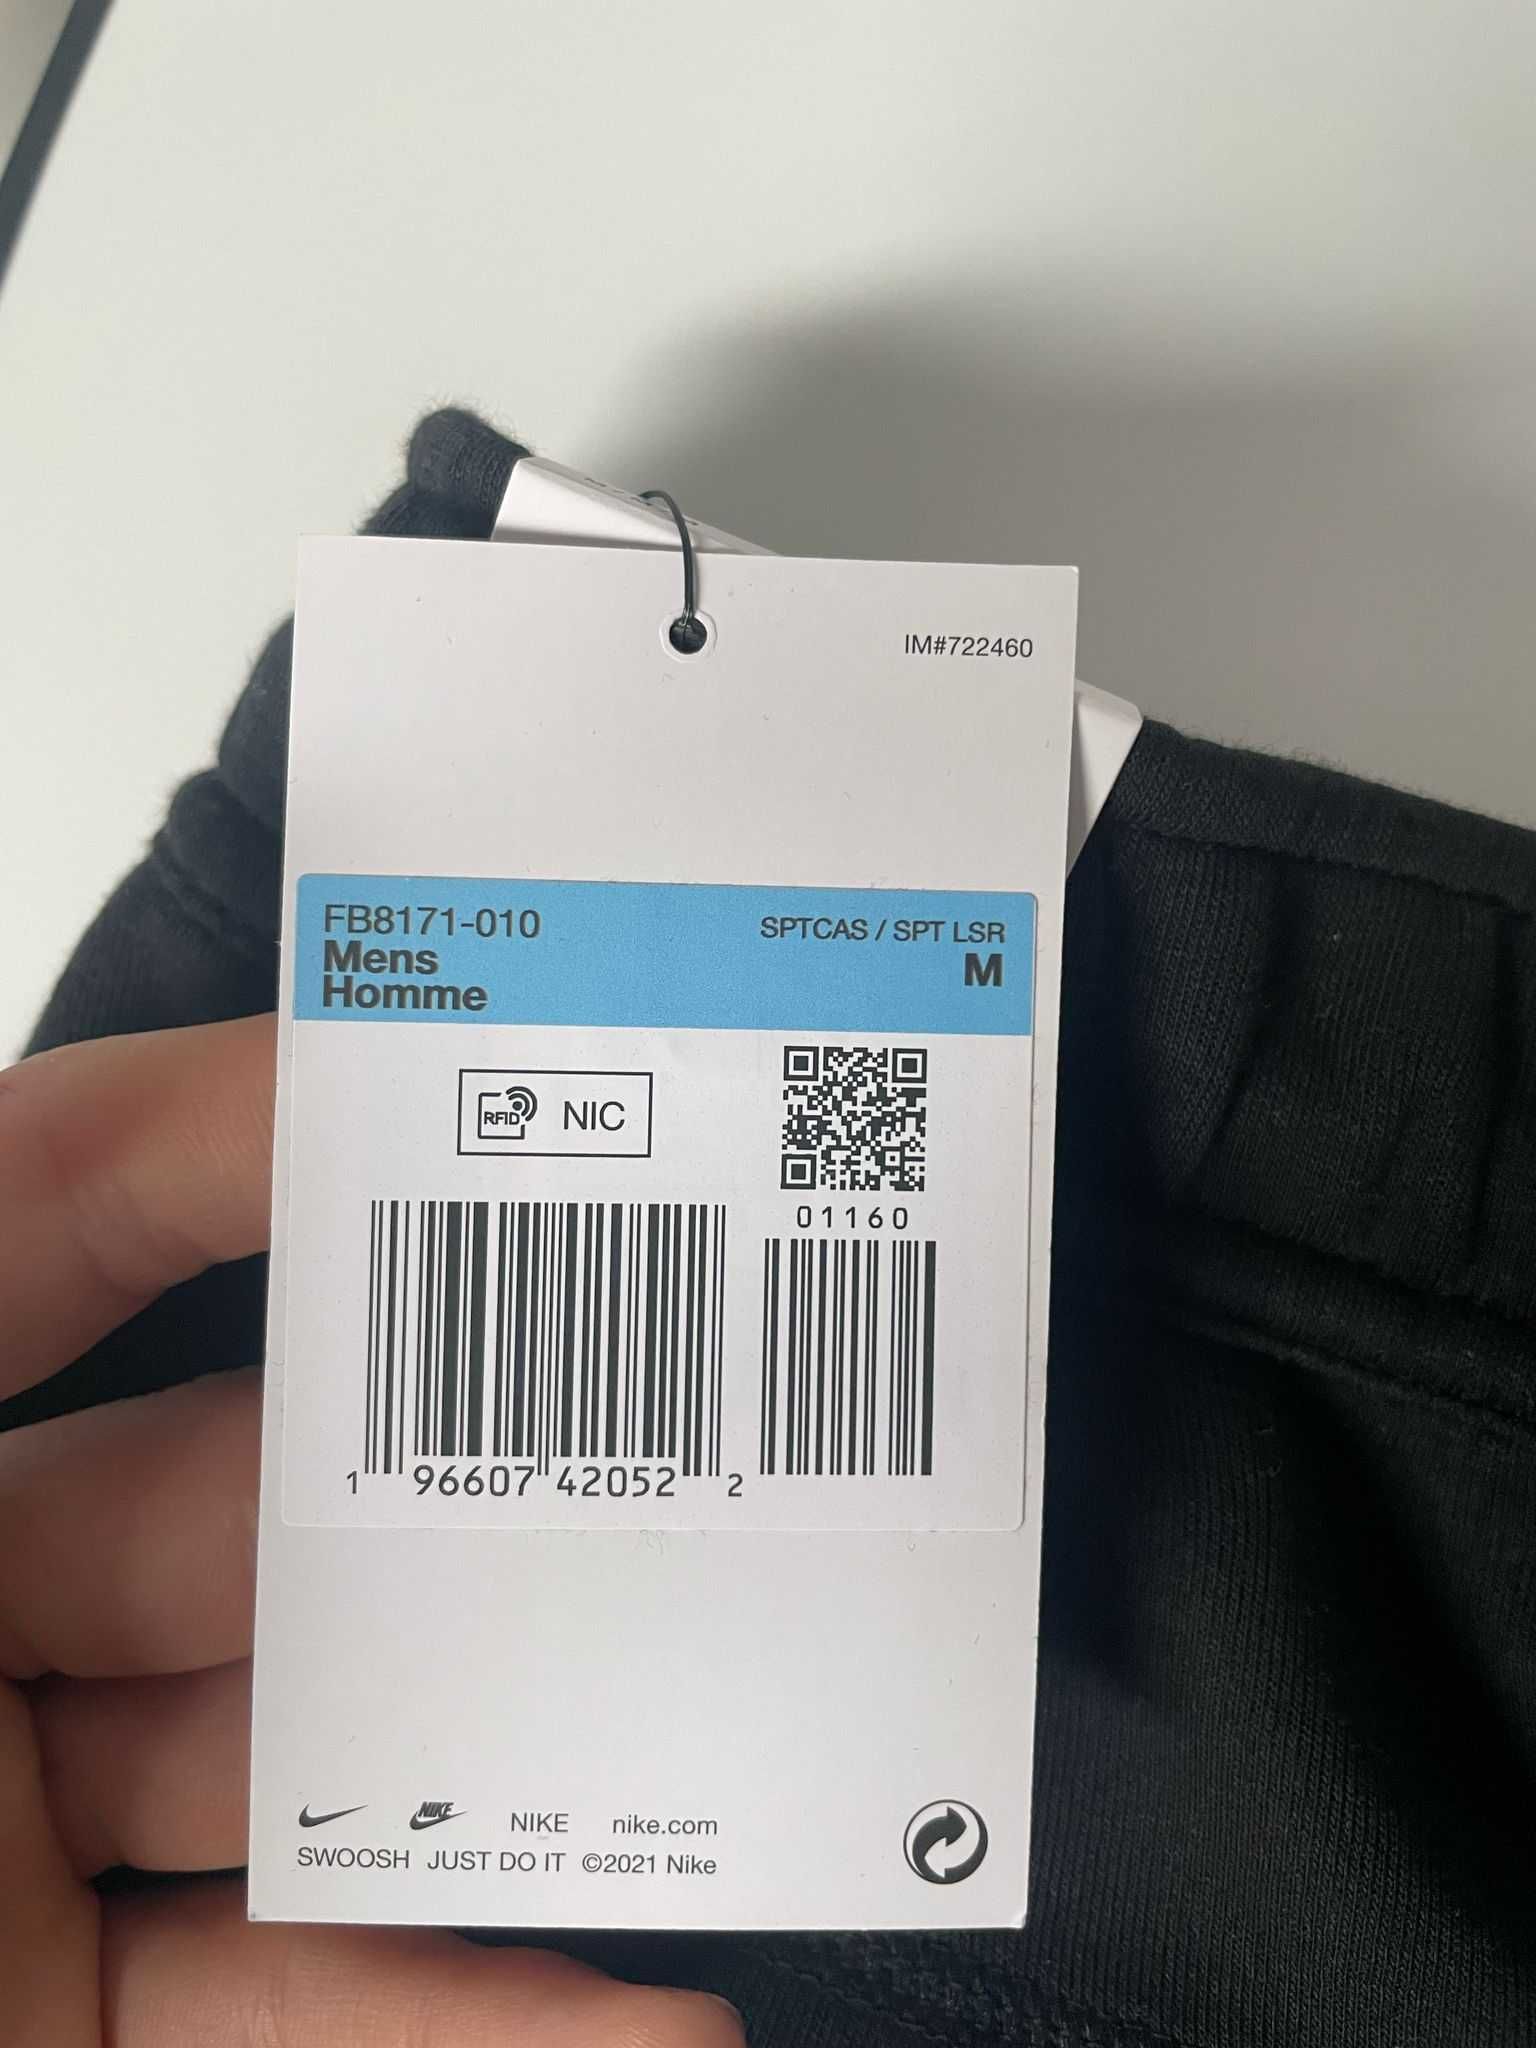 IM#722460
FB8171-010
SPTCAS / SPT LSR
Mens
M
Homme
RFID NIC
01160
1 96607 42052 2
NIKE NIKE nike.com
SWOOSH JUST DO IT ©2021 Nike